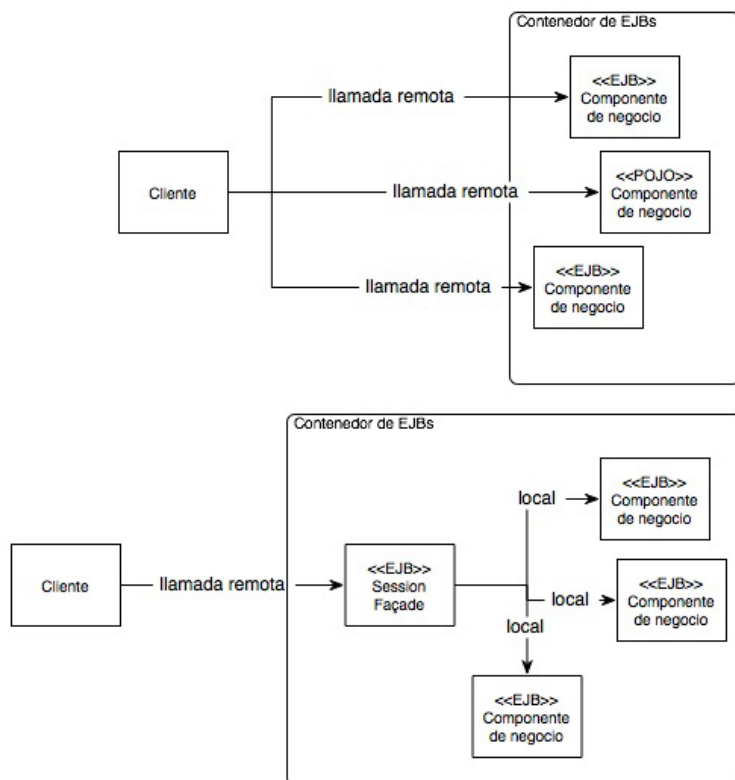 Contenedor de EJBs
<<EJB>>
Componente
de negocio
llamada remota
Cliente
<<POJO>>
Componente
de negocio
llamada remota
<<EJB>>
Componente
de negocio
llamada remota
Contenedor de EJBs
<<EJB>>
Componente
de negocio
local
Cliente
llamada remota
<<EJB>>
Session
Façade
<<EJB>>
Componente
de negocio
local
local
<<EJB>>
Componente
de negocio